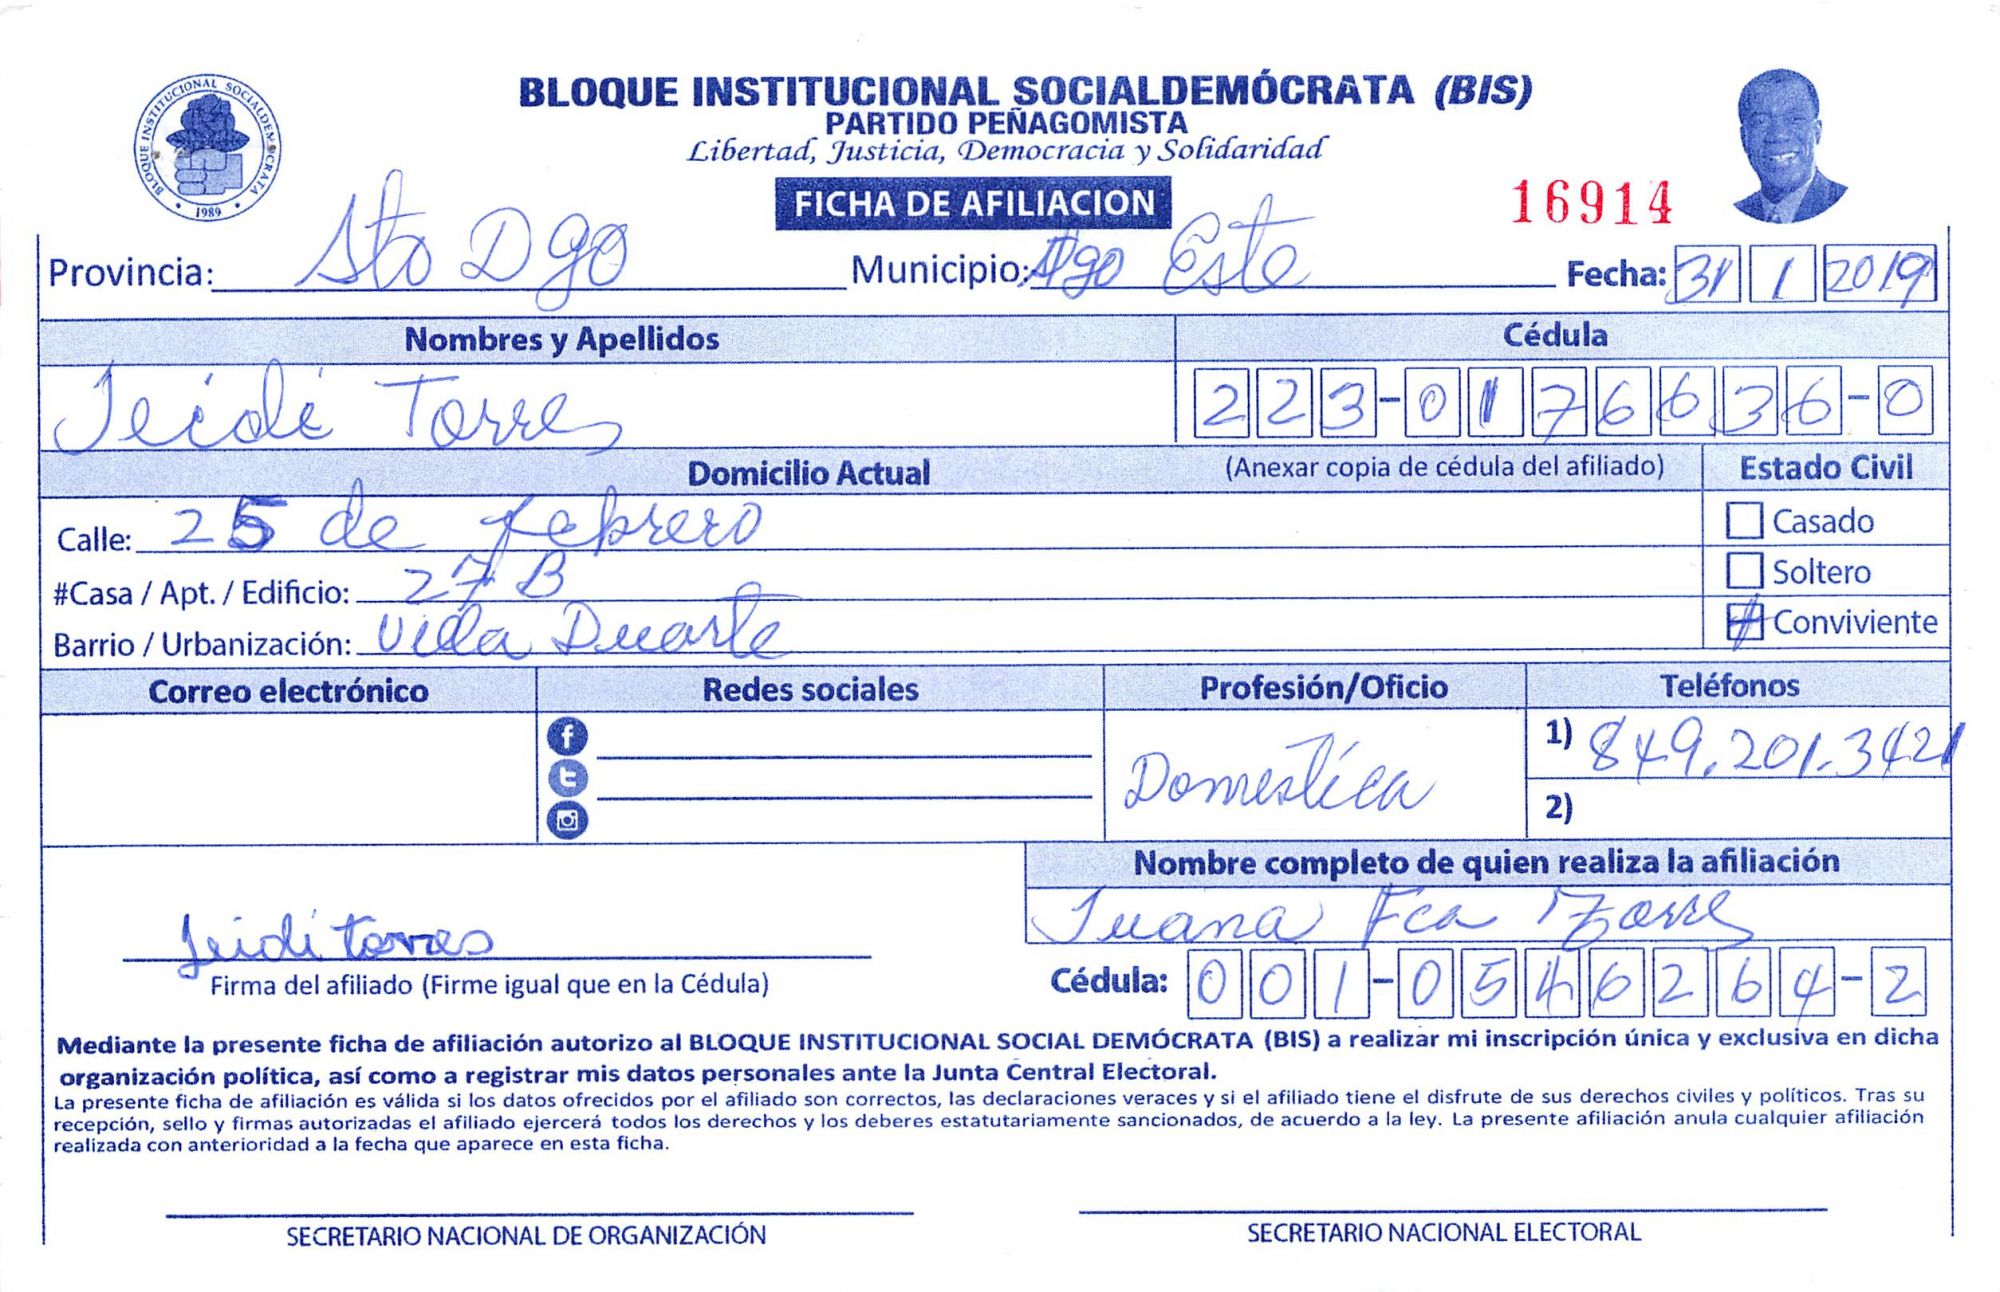 BLOQUE INSTITUCIONAL SOCIALDEMOCRATA
1989
BLOQUE INSTITUCIONAL SOCIALDEMÓCRATA (BIS)
PARTIDO PEÑAGOMISTA
Libertad, Justicia, Democracia y Solidaridad
FICHA DE AFILIACION
16914
Provincia: Sto Dgo Municipio: Dgo Este Fecha: 31 1 2019
Nombres y Apellidos Cédula
Jeidi Torres 223-0176636-0
Domicilio Actual (Anexar copia de cédula del afiliado) Estado Civil
Calle: 25 de febrero Casado
#Casa / Apt. / Edificio: 27 B Soltero
Barrio / Urbanización: Villa Duarte Conviviente
Correo electrónico Redes sociales Profesión/Oficio Teléfonos
Domestica 1) 849.201.3421
2)
Nombre completo de quien realiza la afiliación
Juana Fca Torres
Jeidi torres
Firma del afiliado (Firme igual que en la Cédula) Cédula: 001-0546264-2
Mediante la presente ficha de afiliación autorizo al BLOQUE INSTITUCIONAL SOCIAL DEMÓCRATA (BIS) a realizar mi inscripción única y exclusiva en dicha
organización política, así como a registrar mis datos personales ante la Junta Central Electoral.
La presente ficha de afiliación es válida si los datos ofrecidos por el afiliado son correctos, las declaraciones veraces y si el afiliado tiene el disfrute de sus derechos civiles y políticos. Tras su
recepción, sello y firmas autorizadas el afiliado ejercerá todos los derechos y los deberes estatutariamente sancionados, de acuerdo a la ley. La presente afiliación anula cualquier afiliación
realizada con anterioridad a la fecha que aparece en esta ficha.
SECRETARIO NACIONAL DE ORGANIZACIÓN SECRETARIO NACIONAL ELECTORAL